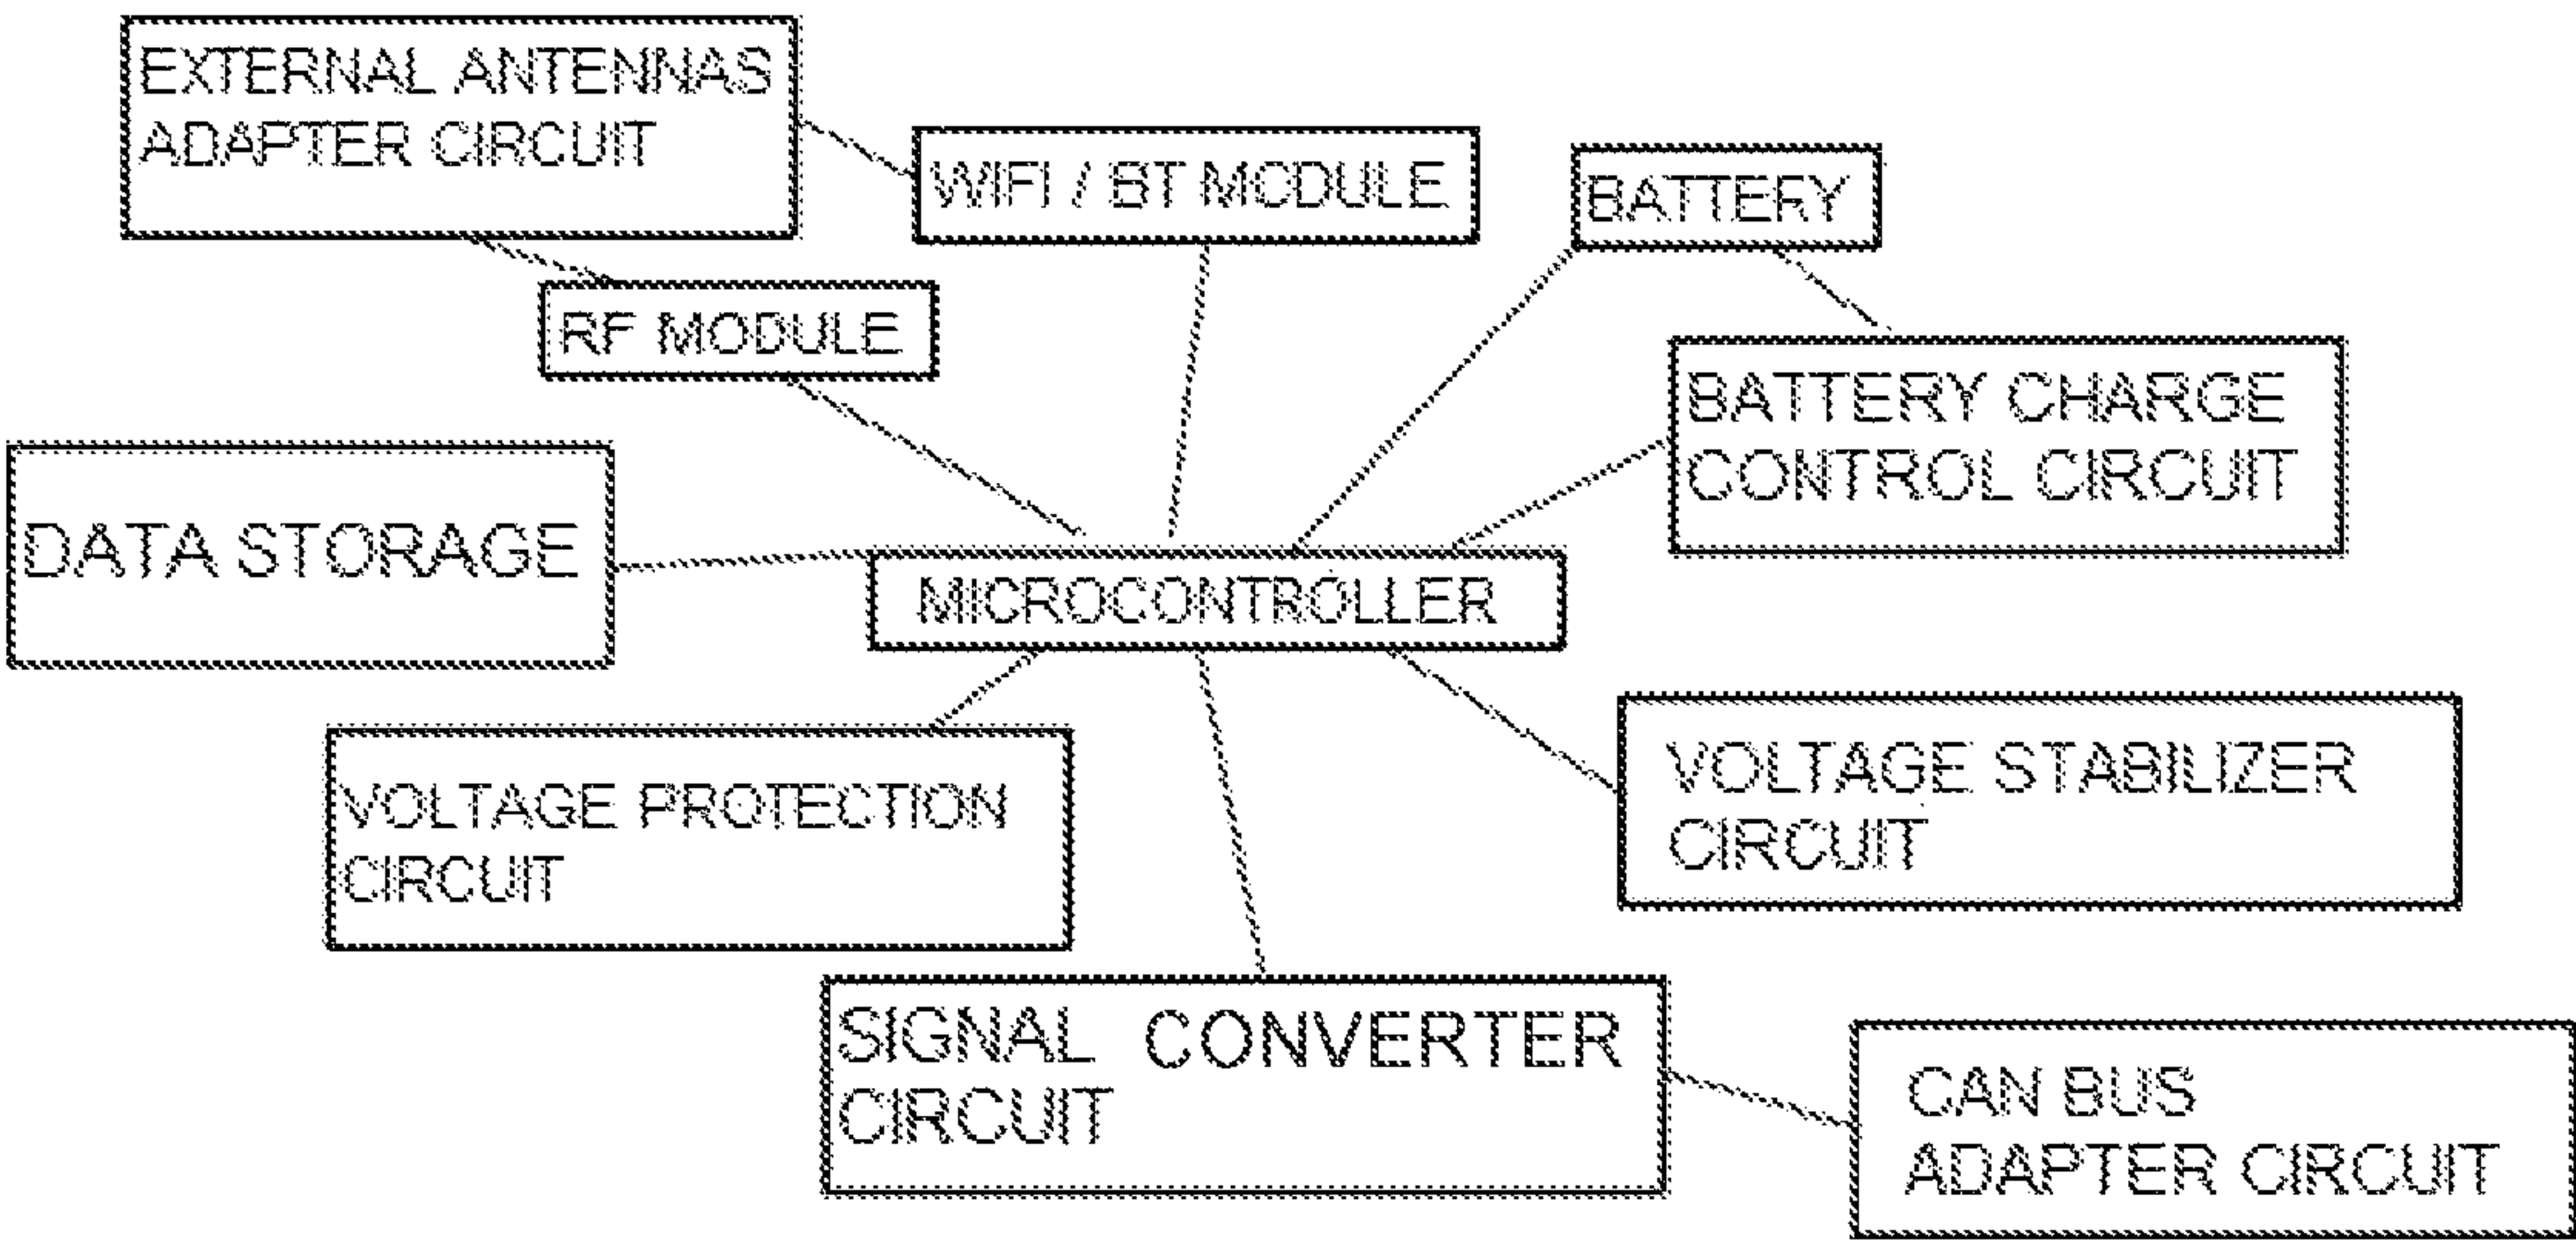 EXTERNAL ANTENNAS
ADAPTER CIRCUIT
WIFI / BT MODULE
BATTERY
RF MODULE
BATTERY CHARGE
CONTROL CIRCUIT
DATA STORAGE
MICROCONTROLLER
VOLTAGE PROTECTION
CIRCUIT
VOLTAGE STABILIZER
CIRCUIT
SIGNAL CONVERTER
CIRCUIT
CAN BUS
ADAPTER CIRCUIT